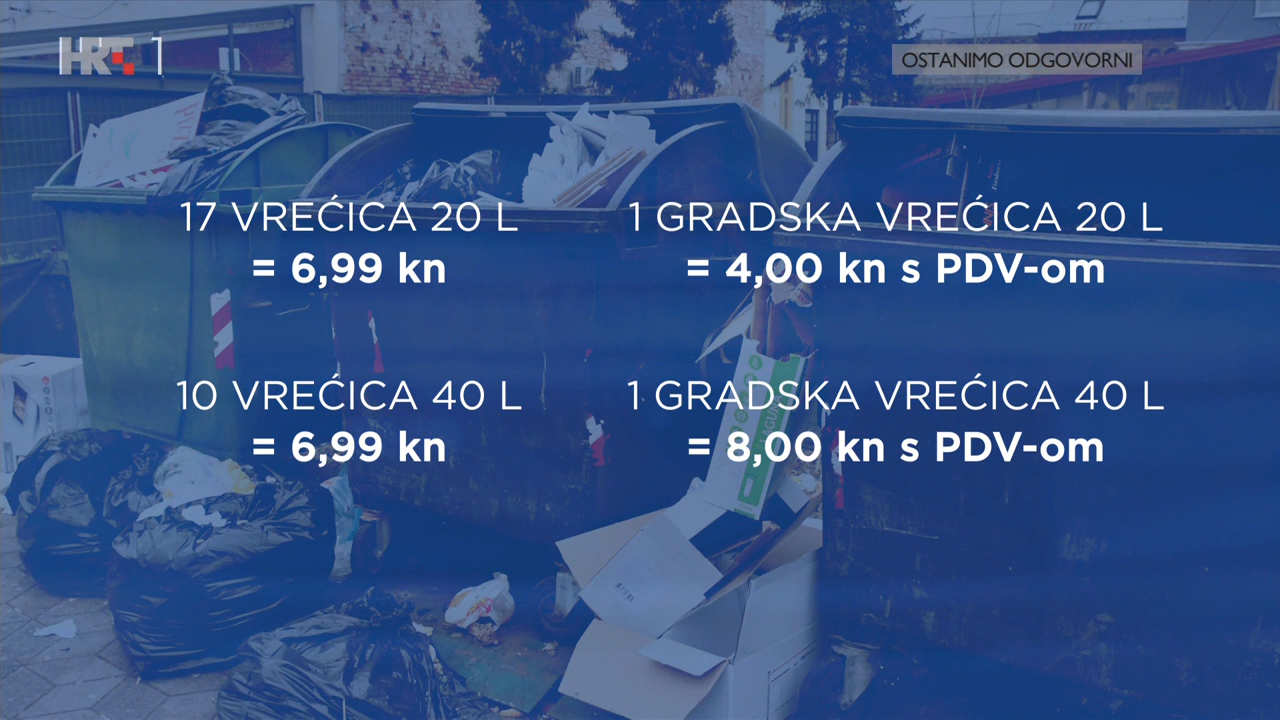 HRT 1
OSTANIMO ODGOVORNI
17 VREĆICA 20 L
= 6,99 kn
1 GRADSKA VREĆICA 20 L
= 4,00 kn s PDV-om
10 VREĆICA 40 L
= 6,99 kn
1 GRADSKA VREĆICA 40 L
= 8,00 kn s PDV-om